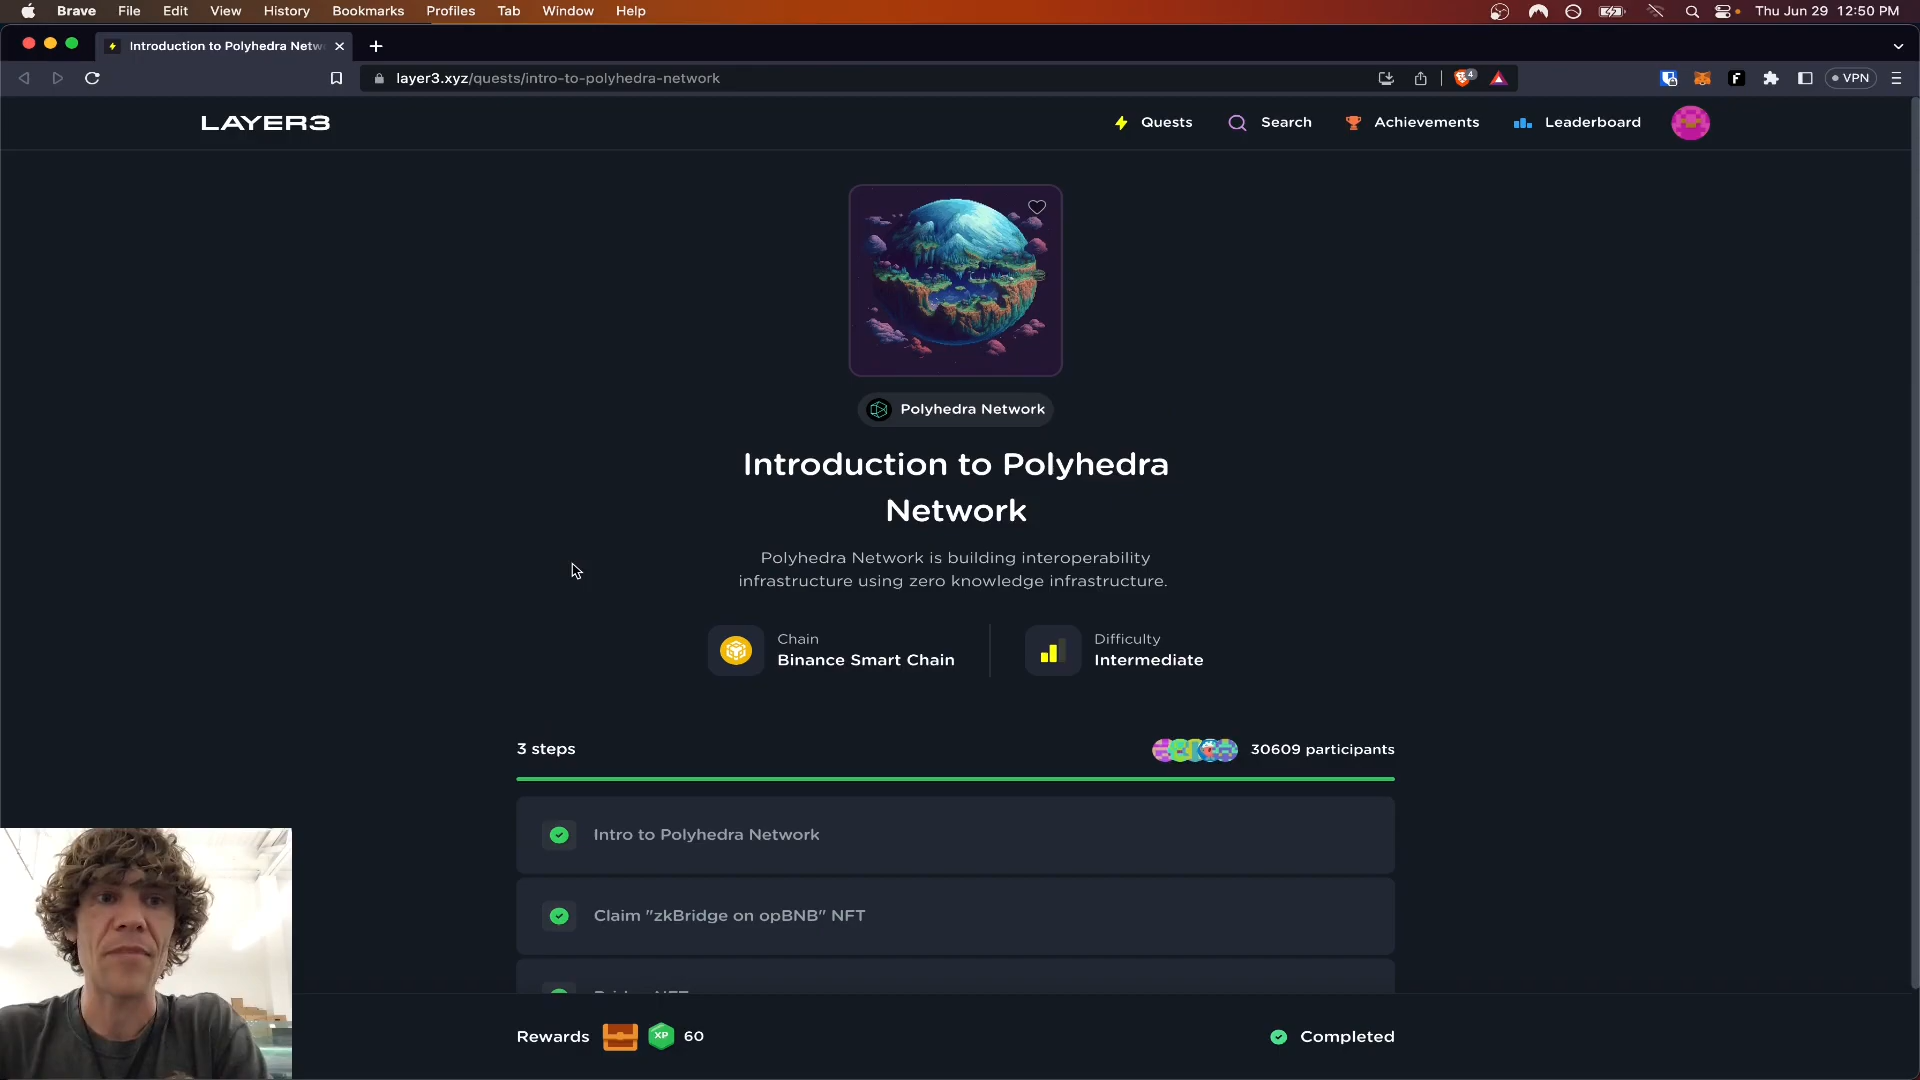 Brave File Edit View History Bookmarks Profiles Tab Window Help Thu Jun 29 12:50 PM
Introduction to Polyhedra Netw
layer3.xyz/quests/intro-to-polyhedra-network 4 F VPN
LAYER3 Quests Search Achievements Leaderboard
Polyhedra Network
Introduction to Polyhedra
Network
Polyhedra Network is building interoperability
infrastructure using zero knowledge infrastructure.
Chain
Binance Smart Chain
Difficulty
Intermediate
3 steps 30609 participants
Intro to Polyhedra Network
Claim "zkBridge on opBNB" NFT
Rewards XP 60 Completed